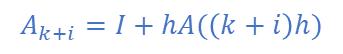 A_{k+i} = I + hA((k + i)h)